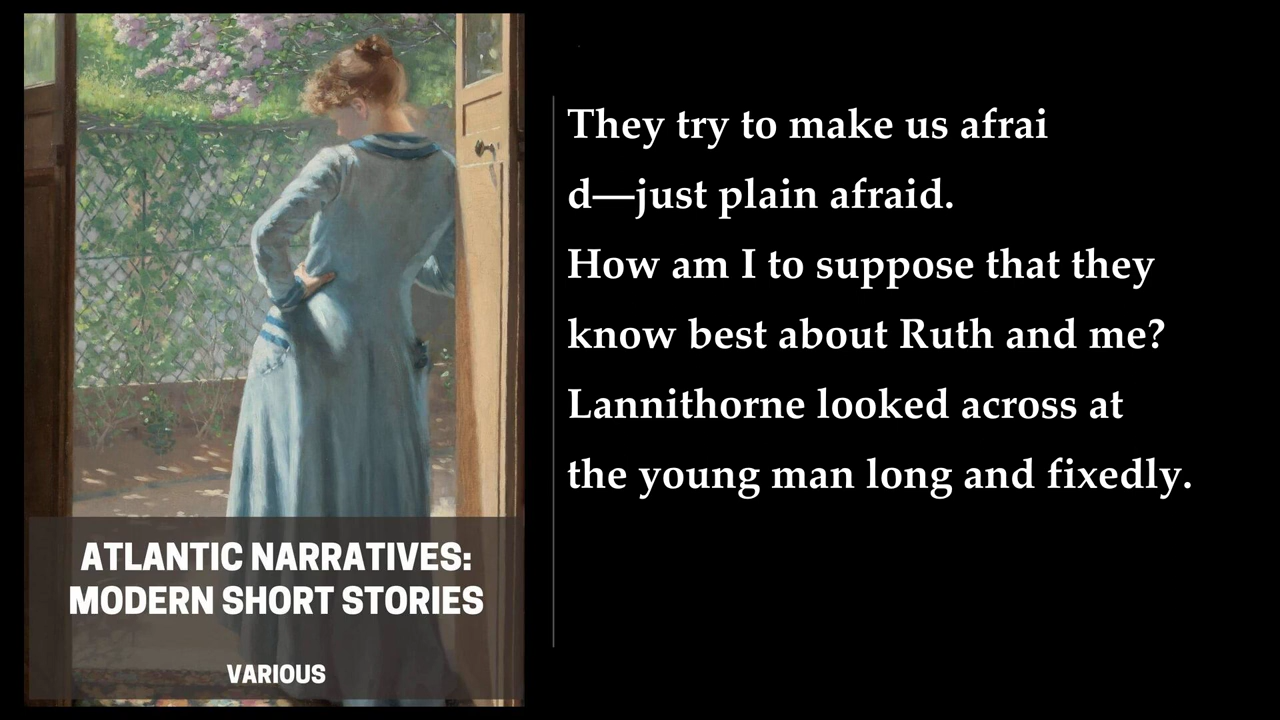 They try to make us afrai
d—just plain afraid.
How am I to suppose that they
know best about Ruth and me?
Lannithorne looked across at
the young man long and fixedly.
ATLANTIC NARRATIVES:
MODERN SHORT STORIES
VARIOUS